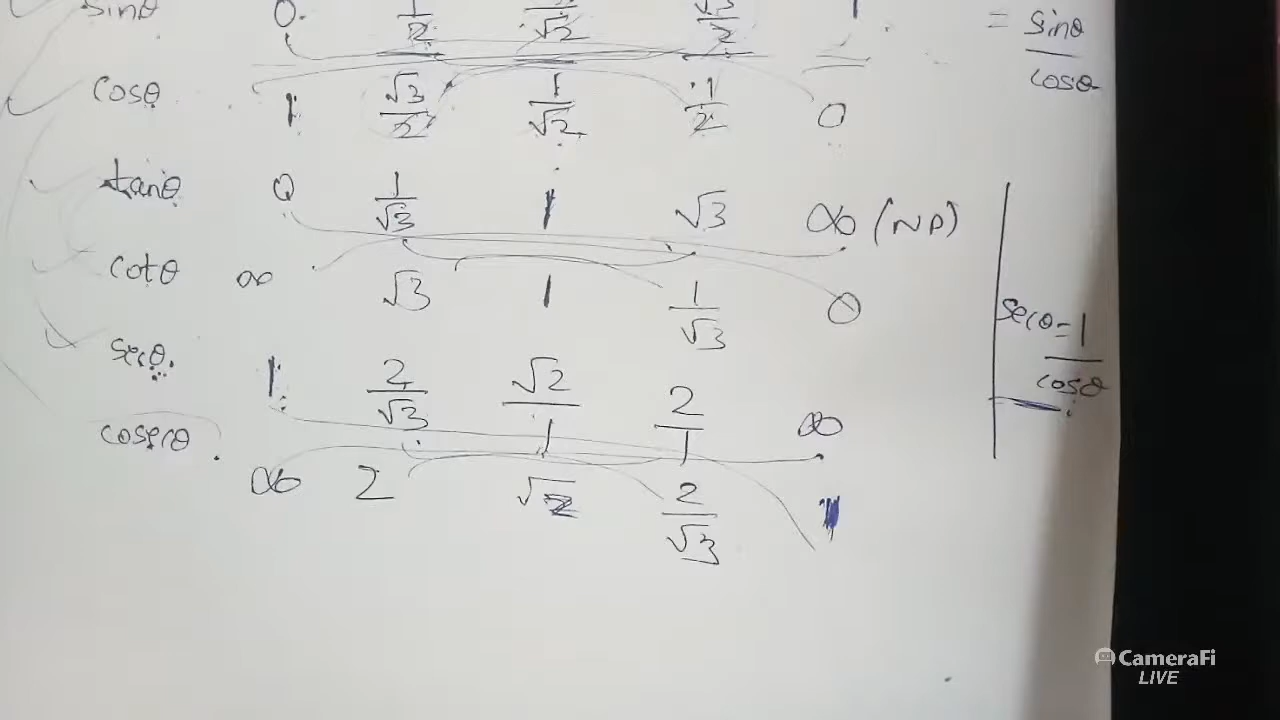 sinθ 0 1/2 1/√2 √3/2 1
= sinθ/cosθ
cosθ 1 √3/2 1/√2 1/2 0
tanθ 0 1/√3 1 √3 ∞ (ND)
cotθ ∞ √3 1 1/√3 0
secθ 1 2/√3 √2/1 2/1 ∞
secθ = 1/cosθ
cosecθ ∞ 2 √2 2/√3 1
CameraFi
LIVE